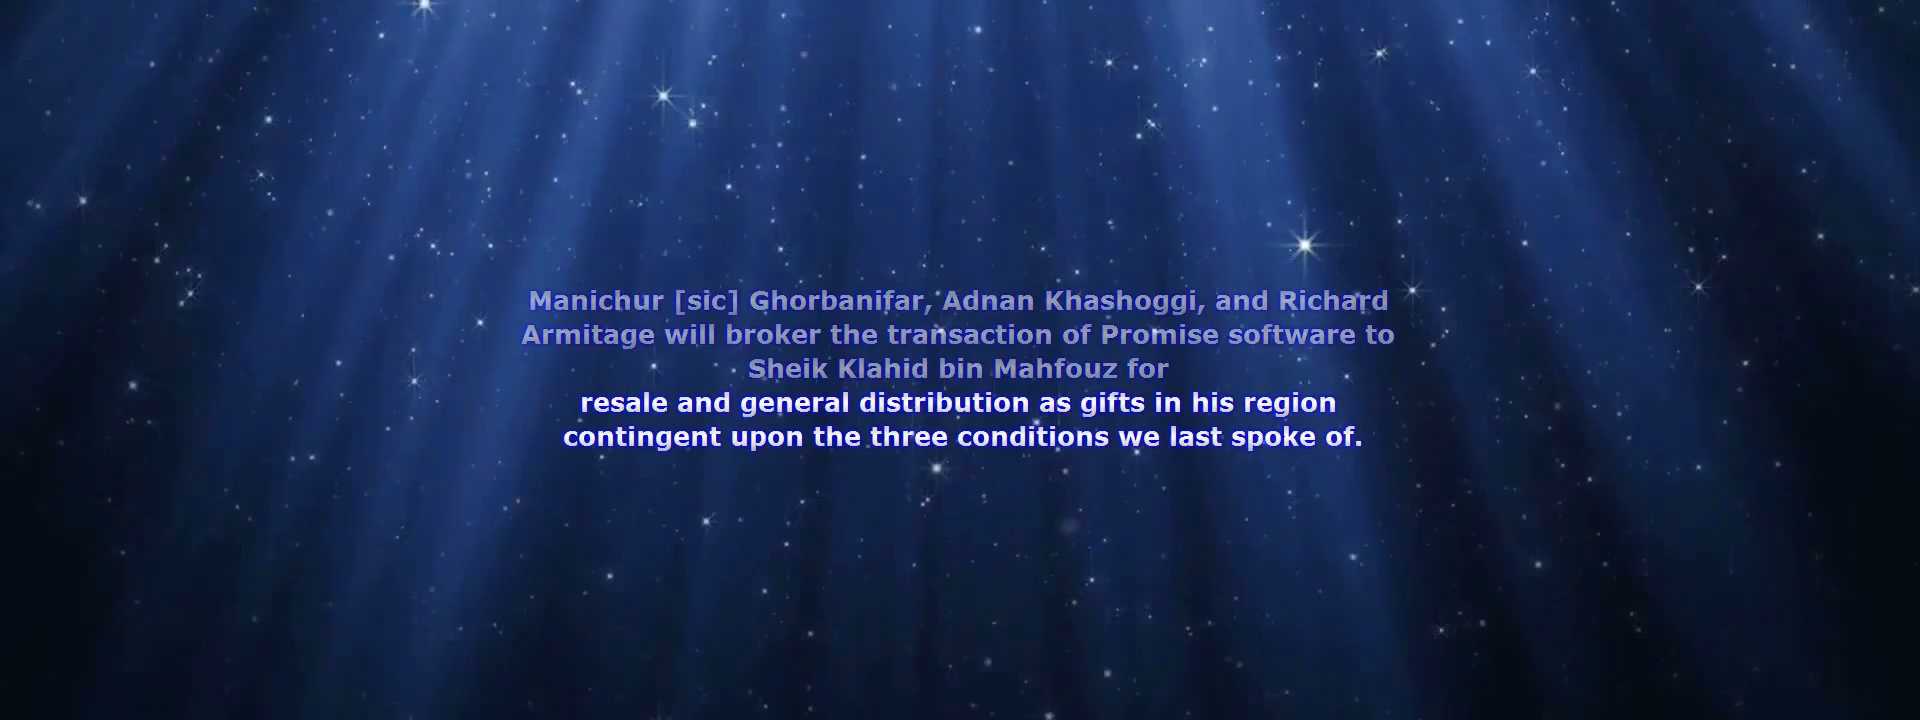 Manichur [sic] Ghorbanifar, Adnan Khashoggi, and Richard
Armitage will broker the transaction of Promise software to
Sheik Klahid bin Mahfouz for
resale and general distribution as gifts in his region
contingent upon the three conditions we last spoke of.